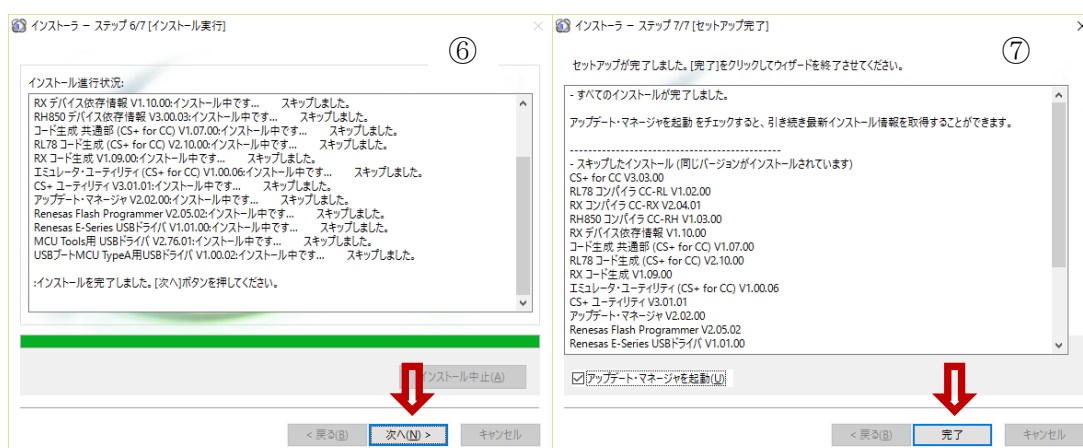 インストーラ － ステップ 6/7 [インストール実行]
⑥
インストール進行状況:
RX デバイス依存情報 V1.10.00:インストール中です... スキップしました。
RH850 デバイス依存情報 V3.00.03:インストール中です... スキップしました。
コード生成 共通部 (CS+ for CC) V1.07.00:インストール中です... スキップしました。
RL78 コード生成 (CS+ for CC) V2.10.00:インストール中です... スキップしました。
RX コード生成 V1.09.00:インストール中です... スキップしました。
エミュレータ・ユーティリティ (CS+ for CC) V1.00.06:インストール中です... スキップしました。
CS+ ユーティリティ V3.01.01:インストール中です... スキップしました。
アップデート・マネージャ V2.02.00:インストール中です... スキップしました。
Renesas Flash Programmer V2.05.02:インストール中です... スキップしました。
Renesas E-Series USBドライバ V1.01.00:インストール中です... スキップしました。
MCU Tools用 USBドライバ V2.76.01:インストール中です... スキップしました。
USBブートMCU TypeA用USBドライバ V1.00.02:インストール中です... スキップしました。
:インストールを完了しました。[次へ]ボタンを押してください。
ンストール中止(A)
< 戻る(B)
次へ(N) >
キャンセル
インストーラ － ステップ 7/7 [セットアップ完了]
⑦
セットアップが完了しました。[完了]をクリックしてウィザードを終了させてください。
- すべてのインストールが完了しました。
アップデート・マネージャを起動 をチェックすると、引き続き最新インストール情報を取得することができます。
----------------------------------------
- スキップしたインストール (同じバージョンがインストールされています)
CS+ for CC V3.03.00
RL78 コンパイラ CC-RL V1.02.00
RX コンパイラ CC-RX V2.04.01
RH850 コンパイラ CC-RH V1.03.00
RX デバイス依存情報 V1.10.00
コード生成 共通部 (CS+ for CC) V1.07.00
RL78 コード生成 (CS+ for CC) V2.10.00
RX コード生成 V1.09.00
エミュレータ・ユーティリティ (CS+ for CC) V1.00.06
CS+ ユーティリティ V3.01.01
アップデート・マネージャ V2.02.00
Renesas Flash Programmer V2.05.02
Renesas E-Series USBドライバ V1.01.00
アップデート・マネージャを起動(U)
< 戻る(B)
完了
キャンセル